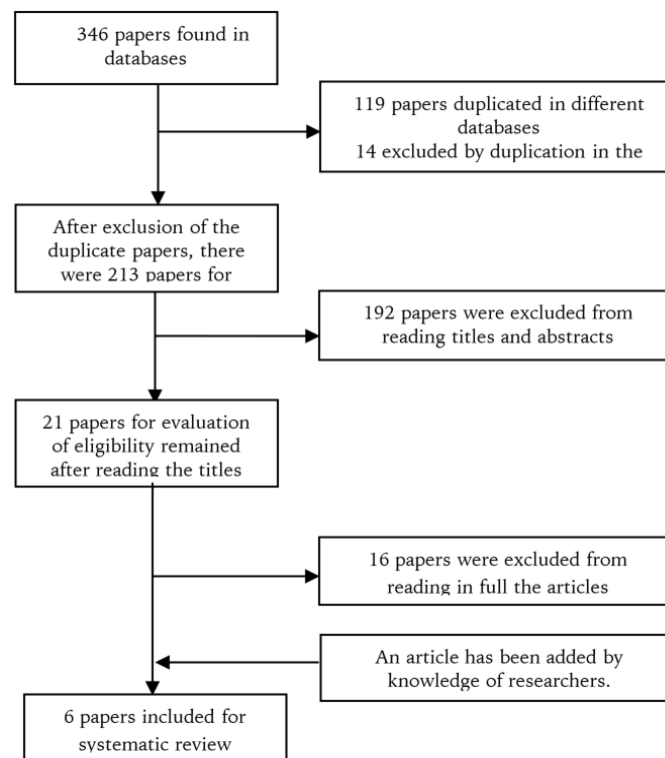 346 papers found in
databases
119 papers duplicated in different
databases
14 excluded by duplication in the
After exclusion of the
duplicate papers, there
were 213 papers for
192 papers were excluded from
reading titles and abstracts
21 papers for evaluation
of eligibility remained
after reading the titles
16 papers were excluded from
reading in full the articles
An article has been added by
knowledge of researchers.
6 papers included for
systematic review